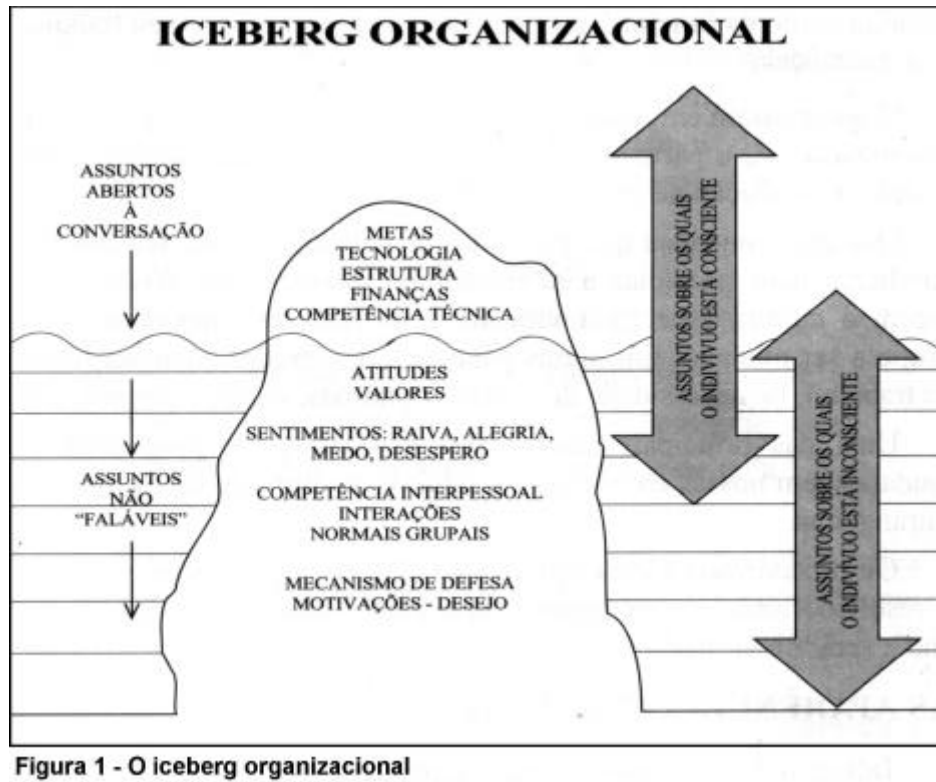 ICEBERG ORGANIZACIONAL
ASSUNTOS
ABERTOS
À
CONVERSAÇÃO
METAS
TECNOLOGIA
ESTRUTURA
FINANÇAS
COMPETÊNCIA TÉCNICA
ATITUDES
VALORES
SENTIMENTOS: RAIVA, ALEGRIA,
MEDO, DESESPERO
ASSUNTOS
NÃO
“FALÁVEIS”
COMPETÊNCIA INTERPESSOAL
INTERAÇÕES
NORMAIS GRUPAIS
MECANISMO DE DEFESA
MOTIVAÇÕES - DESEJO
ASSUNTOS SOBRE OS QUAIS
O INDIVÍVUO ESTÁ CONSCIENTE
ASSUNTOS SOBRE OS QUAIS
O INDIVÍVUO ESTÁ INCONSCIENTE
Figura 1 - O iceberg organizacional